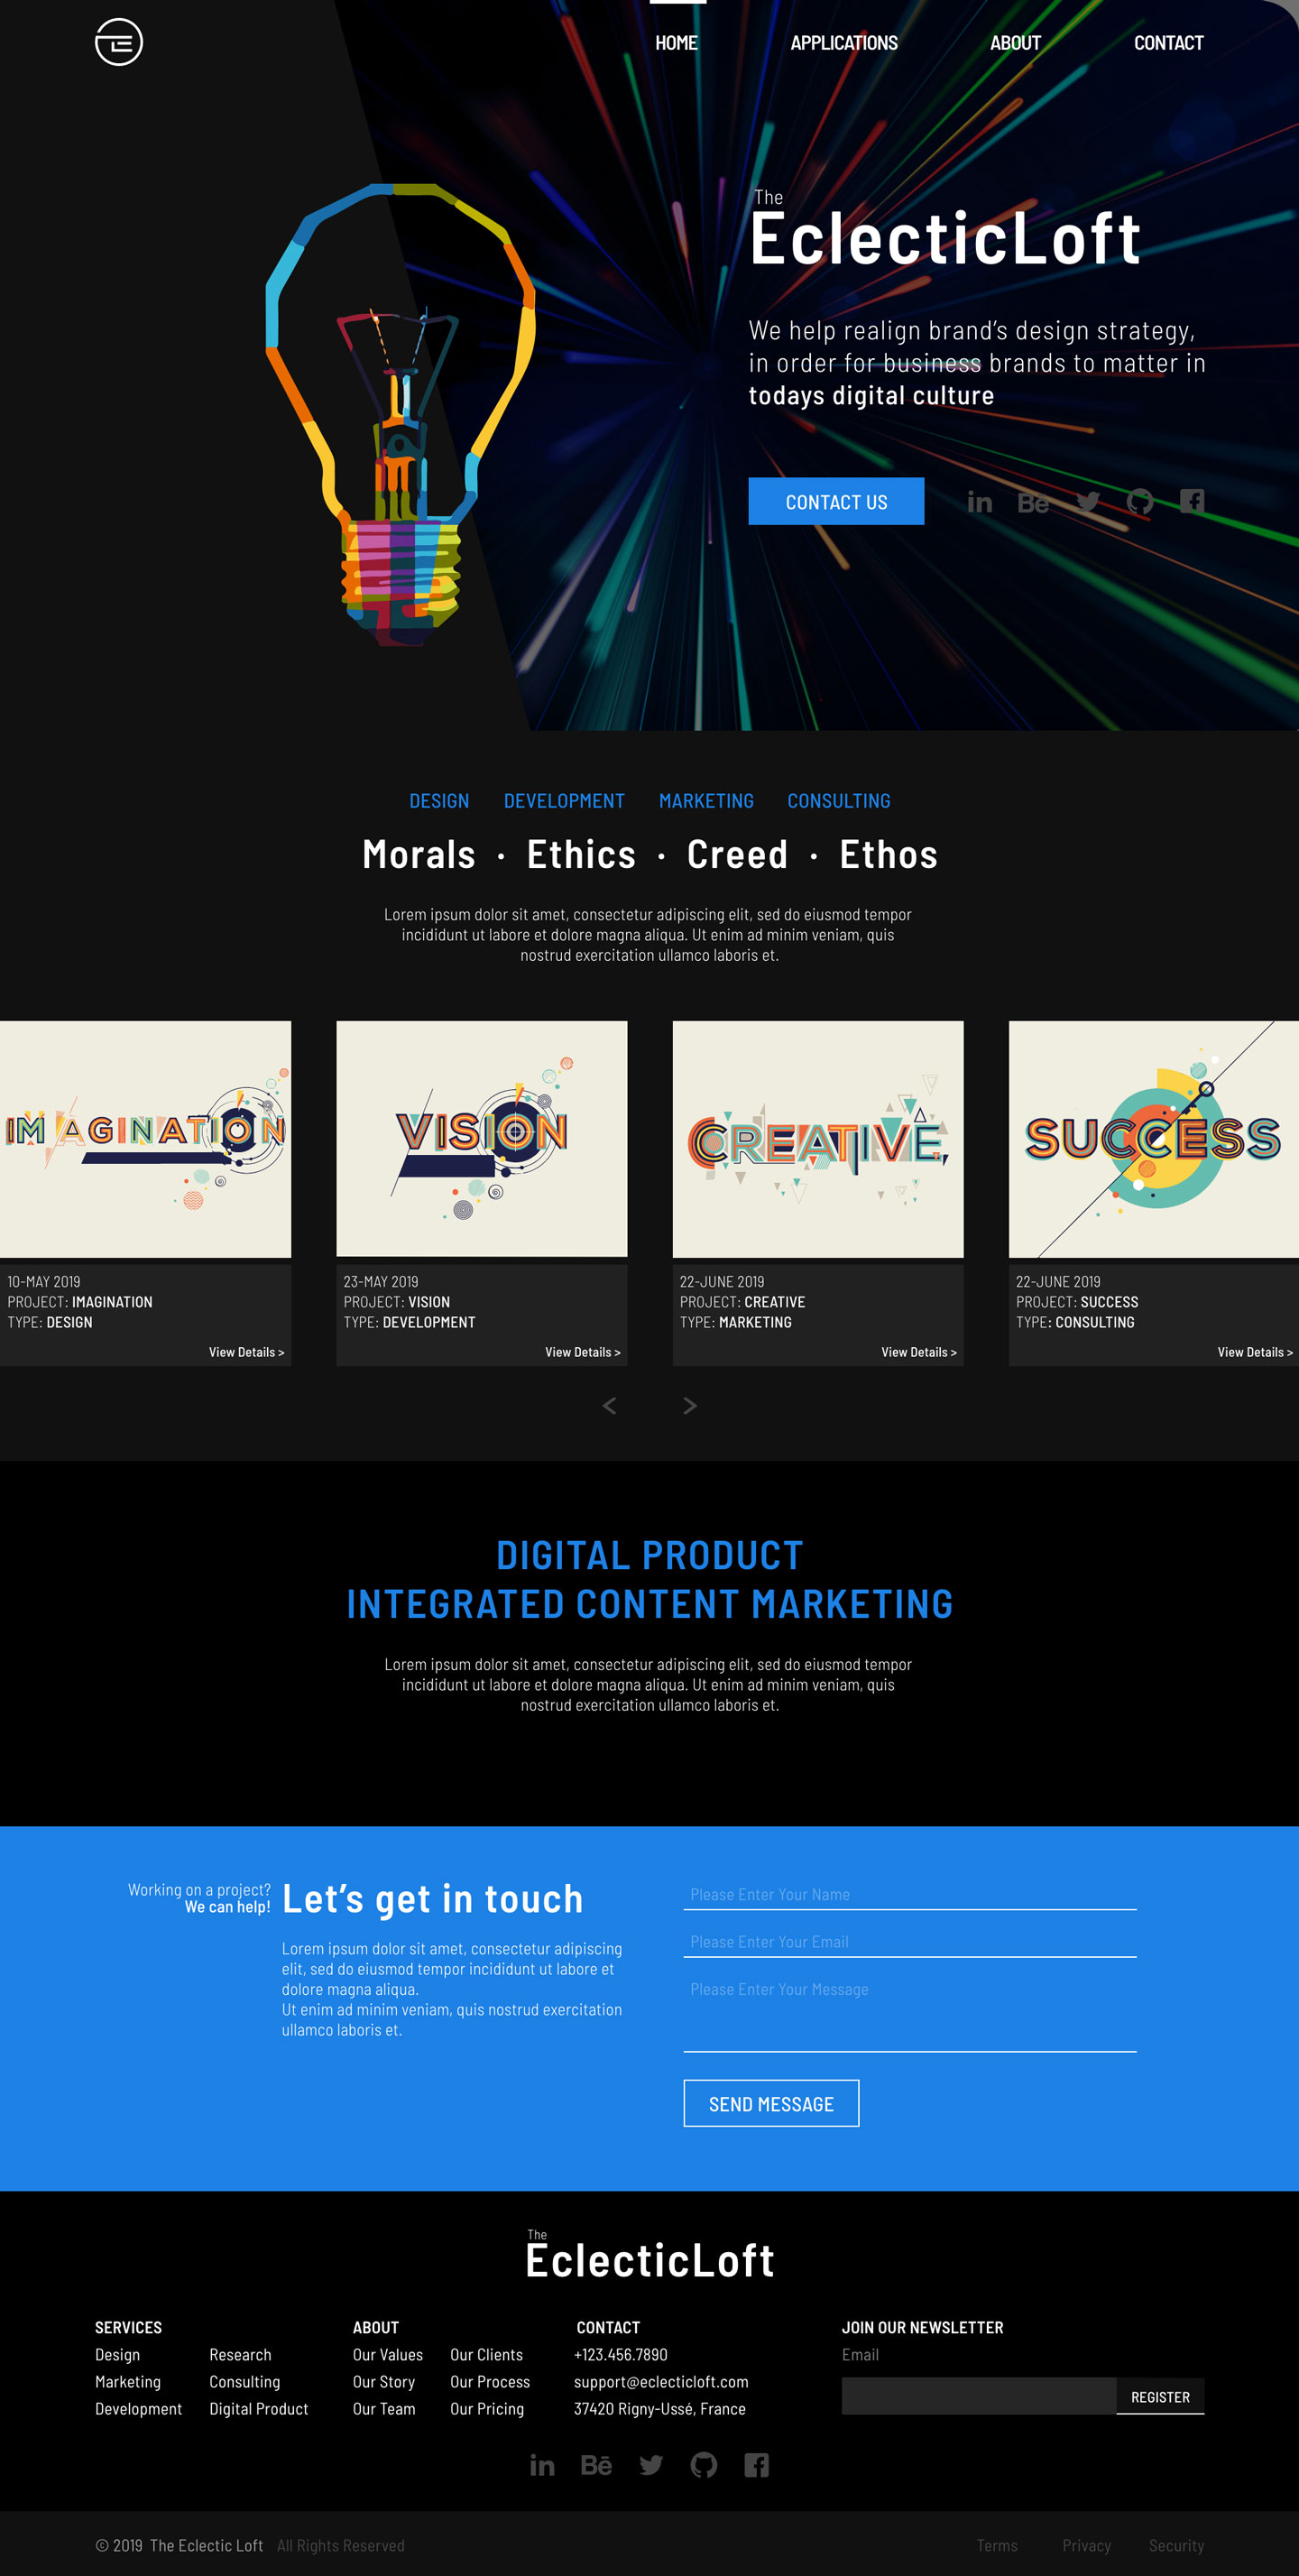 HOME APPLICATIONS ABOUT CONTACT
The
EclecticLoft
We help realign brand’s design strategy,
in order for business brands to matter in
todays digital culture
CONTACT US
in Bē
DESIGN DEVELOPMENT MARKETING CONSULTING
Morals · Ethics · Creed · Ethos
Lorem ipsum dolor sit amet, consectetur adipiscing elit, sed do eiusmod tempor
incididunt ut labore et dolore magna aliqua. Ut enim ad minim veniam, quis
nostrud exercitation ullamco laboris et.
IMAGINATION
VISION
CREATIVE
SUCCESS
10-MAY 2019
PROJECT: IMAGINATION
TYPE: DESIGN
View Details >
23-MAY 2019
PROJECT: VISION
TYPE: DEVELOPMENT
View Details >
22-JUNE 2019
PROJECT: CREATIVE
TYPE: MARKETING
View Details >
22-JUNE 2019
PROJECT: SUCCESS
TYPE: CONSULTING
View Details >
< >
DIGITAL PRODUCT
INTEGRATED CONTENT MARKETING
Lorem ipsum dolor sit amet, consectetur adipiscing elit, sed do eiusmod tempor
incididunt ut labore et dolore magna aliqua. Ut enim ad minim veniam, quis
nostrud exercitation ullamco laboris et.
Working on a project?
We can help!
Let’s get in touch
Lorem ipsum dolor sit amet, consectetur adipiscing
elit, sed do eiusmod tempor incididunt ut labore et
dolore magna aliqua.
Ut enim ad minim veniam, quis nostrud exercitation
ullamco laboris et.
Please Enter Your Name
Please Enter Your Email
Please Enter Your Message
SEND MESSAGE
The
EclecticLoft
SERVICES
Design Research
Marketing Consulting
Development Digital Product
ABOUT
Our Values Our Clients
Our Story Our Process
Our Team Our Pricing
CONTACT
+123.456.7890
support@eclecticloft.com
37420 Rigny-Ussé, France
JOIN OUR NEWSLETTER
Email
REGISTER
in Bē
© 2019 The Eclectic Loft All Rights Reserved
Terms Privacy Security